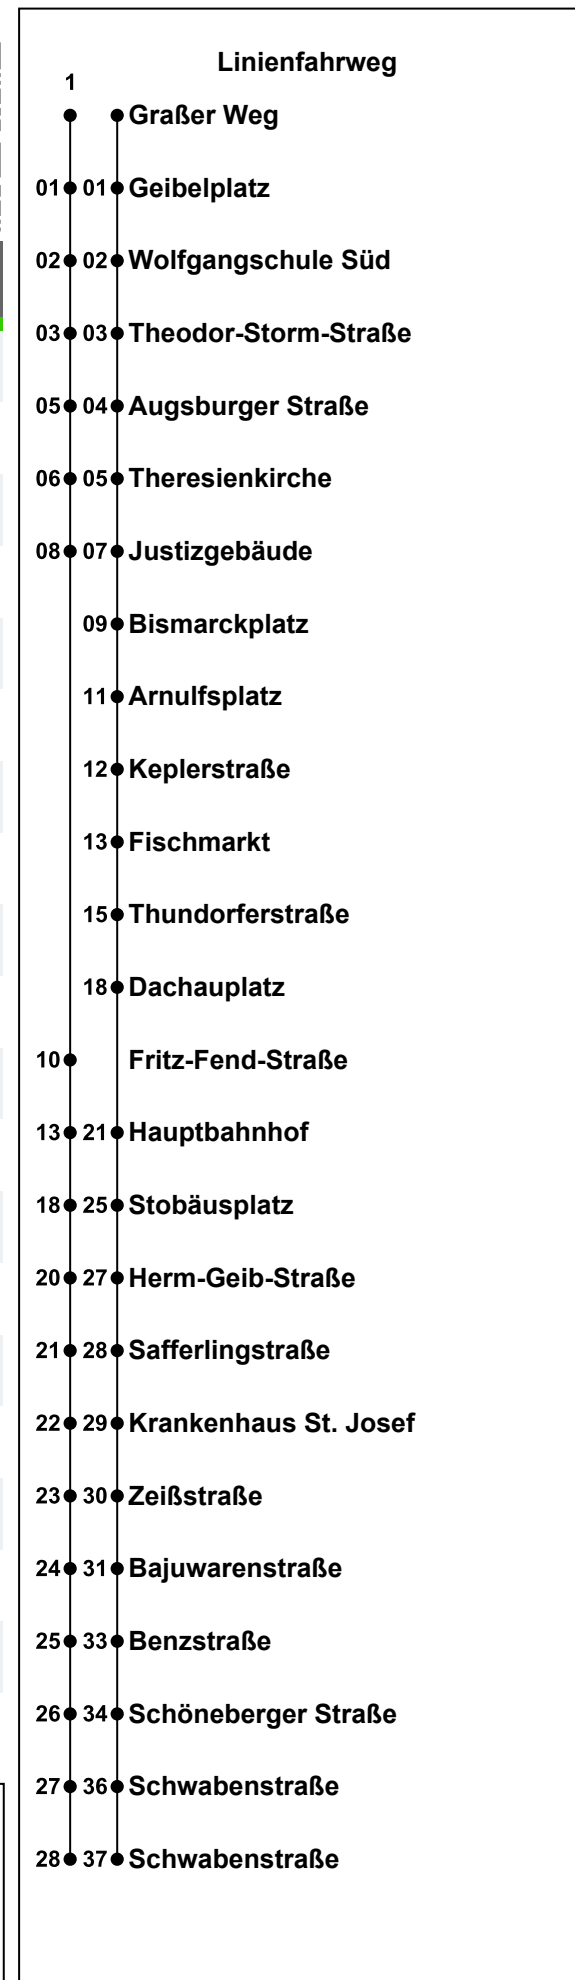 Linienfahrweg
1
Graßer Weg
01 01 Geibelplatz
02 02 Wolfgangschule Süd
03 03 Theodor-Storm-Straße
05 04 Augsburger Straße
06 05 Theresienkirche
08 07 Justizgebäude
09 Bismarckplatz
11 Arnulfsplatz
12 Keplerstraße
13 Fischmarkt
15 Thundorferstraße
18 Dachauplatz
10 Fritz-Fend-Straße
13 21 Hauptbahnhof
18 25 Stobäusplatz
20 27 Herm-Geib-Straße
21 28 Safferlingstraße
22 29 Krankenhaus St. Josef
23 30 Zeißstraße
24 31 Bajuwarenstraße
25 33 Benzstraße
26 34 Schöneberger Straße
27 36 Schwabenstraße
28 37 Schwabenstraße